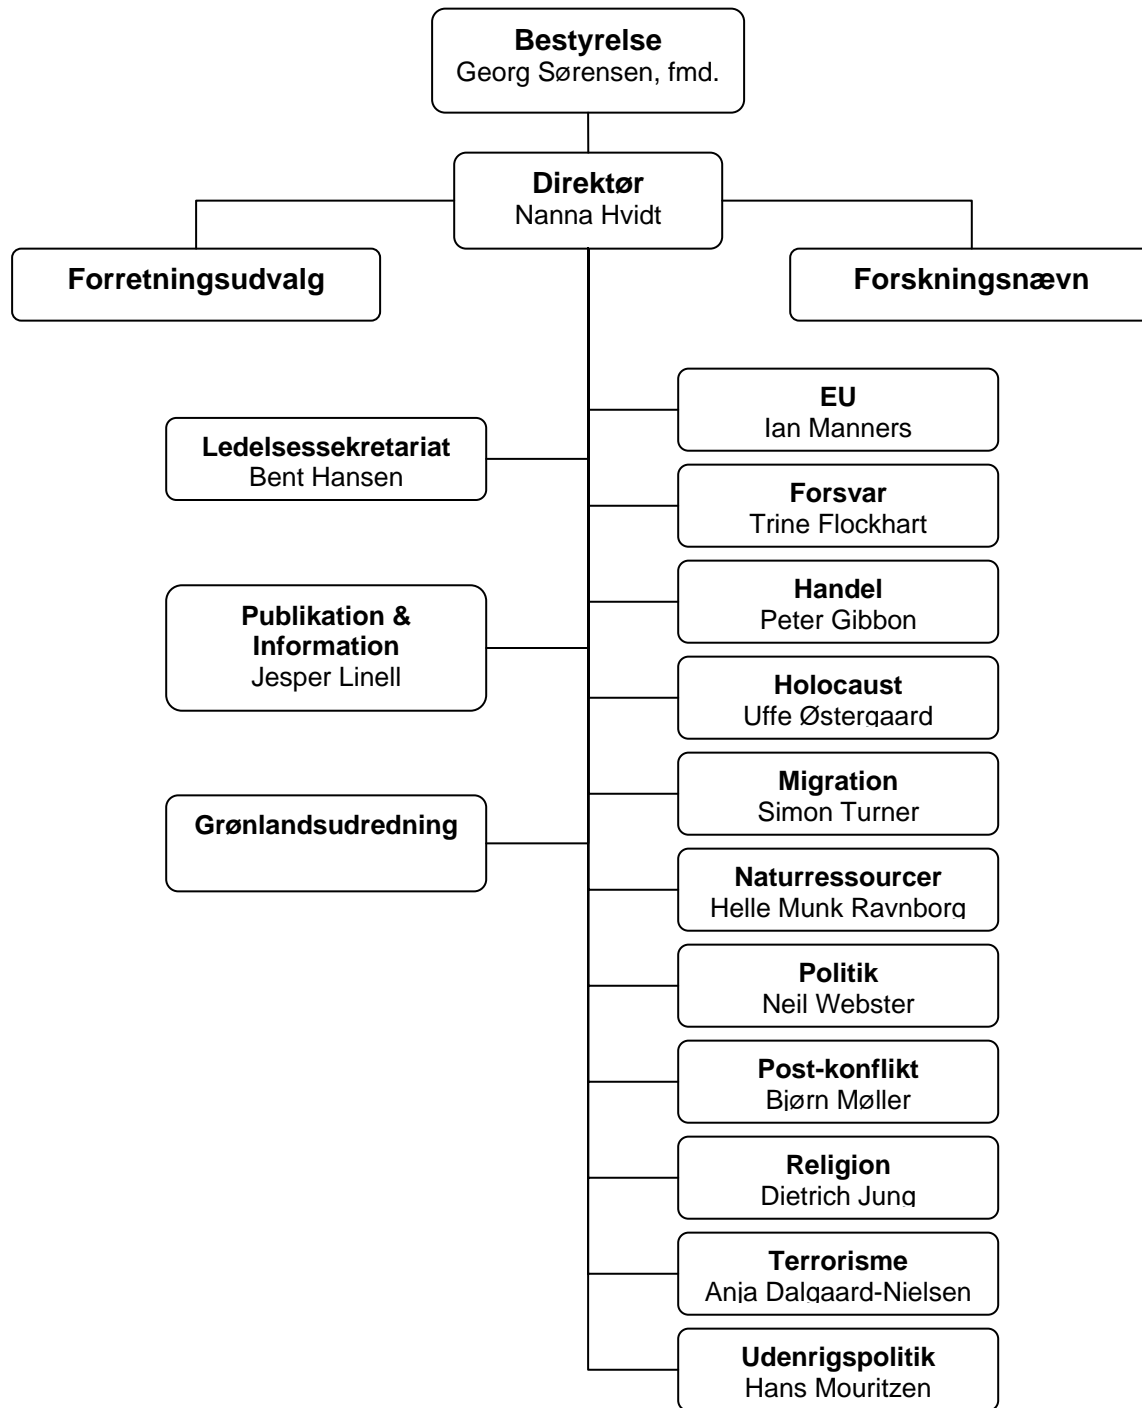 Bestyrelse
Georg Sørensen, fmd.
Direktør
Nanna Hvidt
Forretningsudvalg
Forskningsnævn
Ledelsessekretariat
Bent Hansen
Publikation &
Information
Jesper Linell
Grønlandsudredning
EU
Ian Manners
Forsvar
Trine Flockhart
Handel
Peter Gibbon
Holocaust
Uffe Østergaard
Migration
Simon Turner
Naturressourcer
Helle Munk Ravnborg
Politik
Neil Webster
Post-konflikt
Bjørn Møller
Religion
Dietrich Jung
Terrorisme
Anja Dalgaard-Nielsen
Udenrigspolitik
Hans Mouritzen